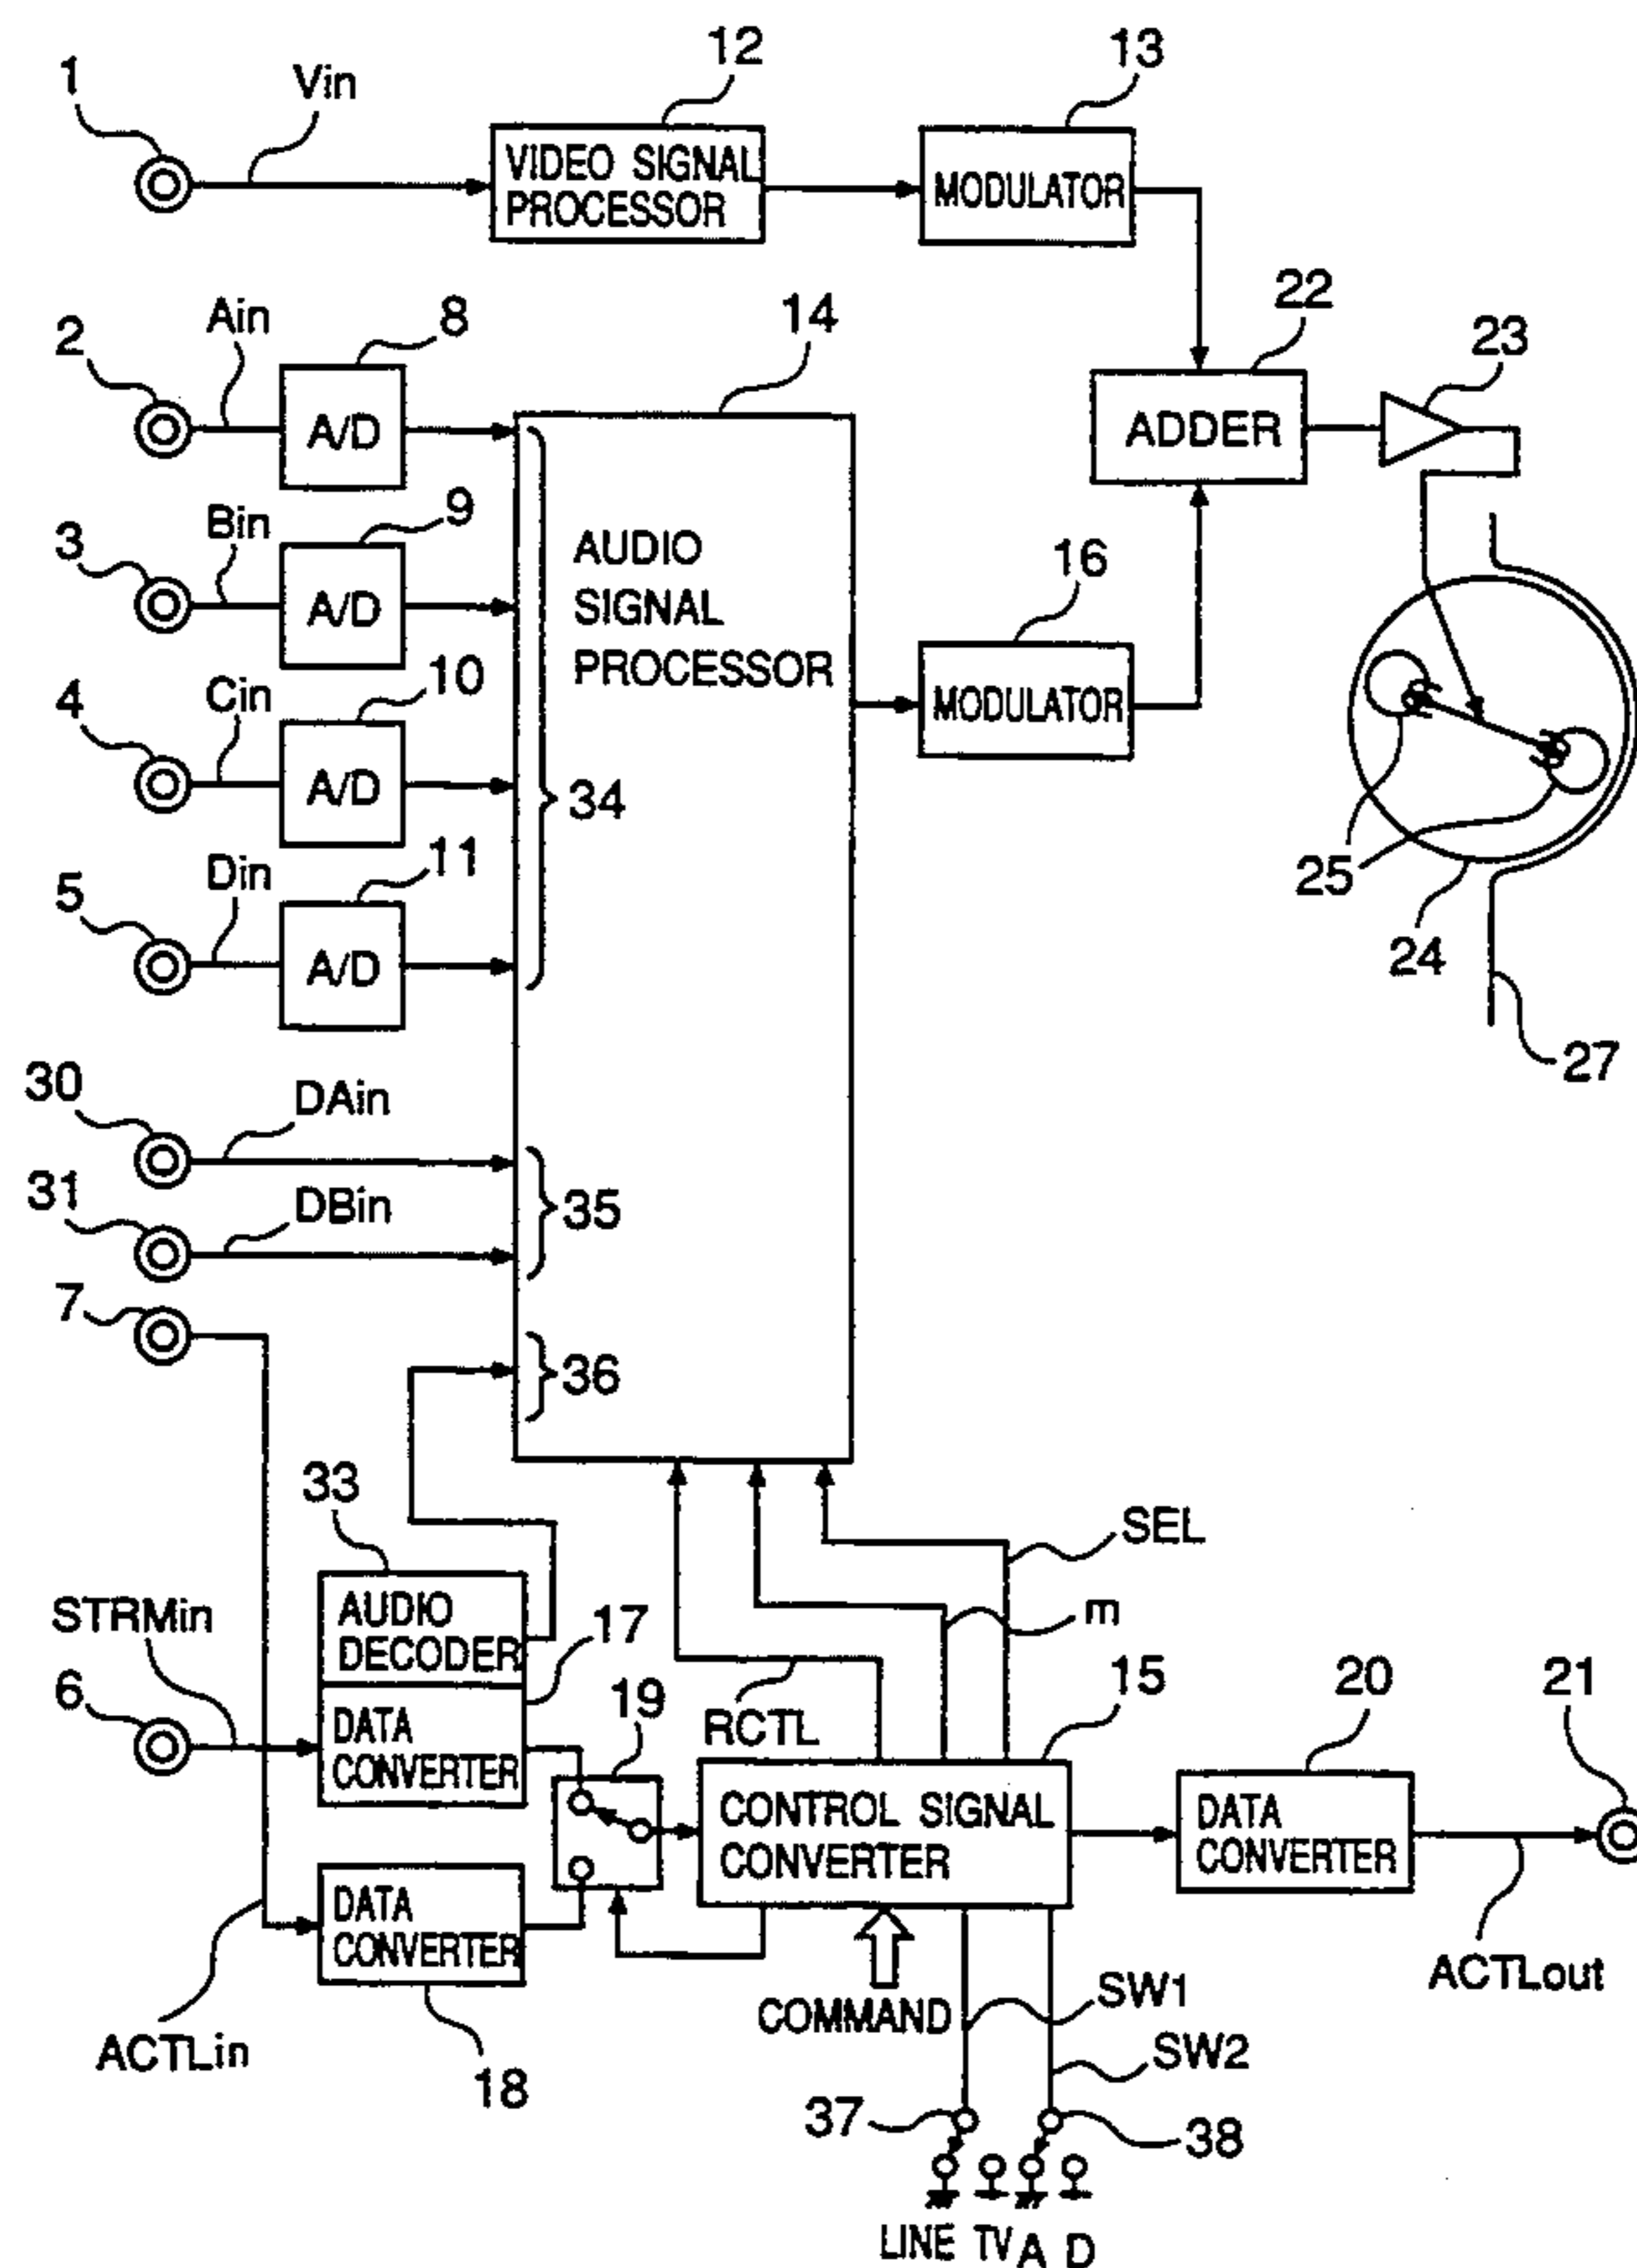 12
13
1
Vin
VIDEO SIGNAL
PROCESSOR
MODULATOR
22
14
Ain
8
2
23
A/D
ADDER
Bin
9
3
A/D
AUDIO
SIGNAL
PROCESSOR
16
Cin
10
4
MODULATOR
A/D
34
Din
11
5
25
A/D
24
27
30
DAin
31
DBin
35
7
36
33
SEL
STRMin
AUDIO
DECODER
17
m
6
19
RCTL
15
20
21
DATA
CONVERTER
CONTROL SIGNAL
CONVERTER
DATA
CONVERTER
DATA
CONVERTER
ACTLout
COMMAND
SW1
ACTLin
18
SW2
37
38
LINE TV A D